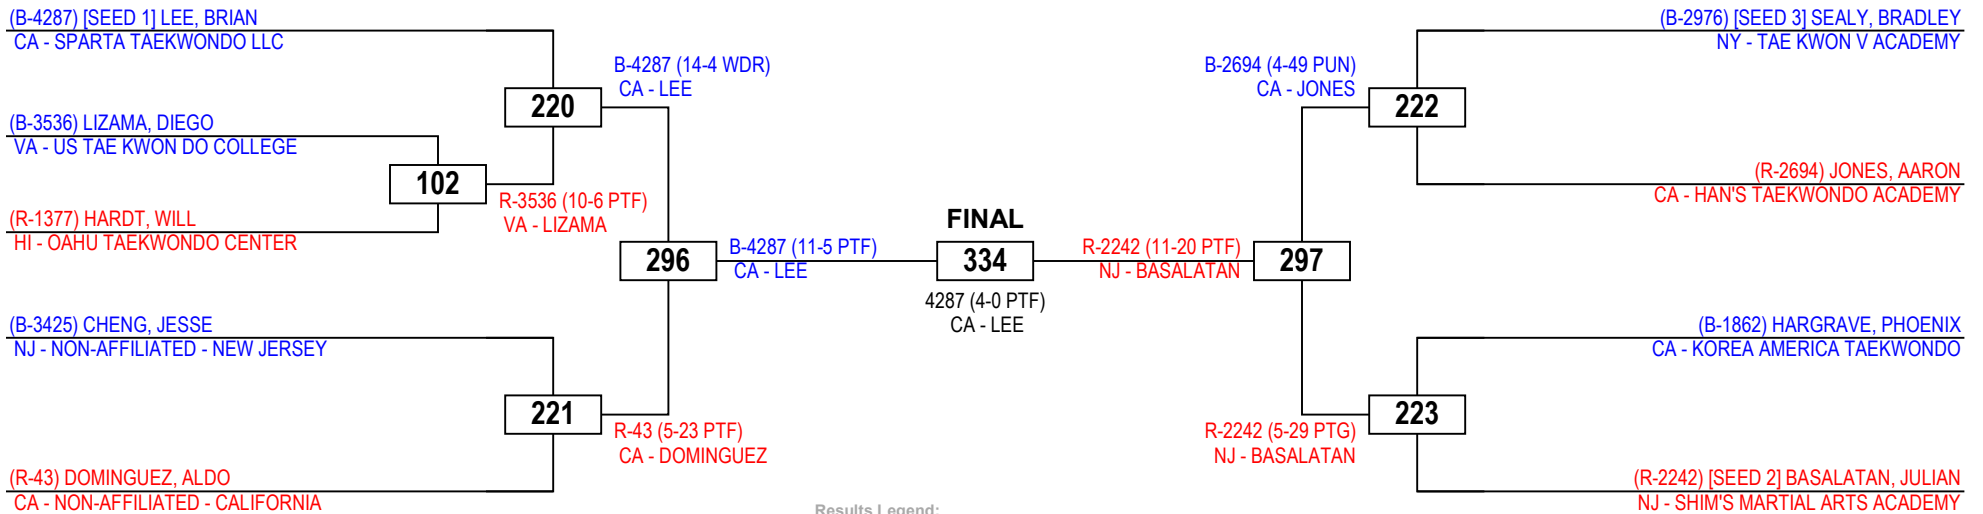 (B-4287) [SEED 1] LEE, BRIAN
CA - SPARTA TAEKWONDO LLC
(B-3536) LIZAMA, DIEGO
VA - US TAE KWON DO COLLEGE
(R-1377) HARDT, WILL
HI - OAHU TAEKWONDO CENTER
(B-3425) CHENG, JESSE
NJ - NON-AFFILIATED - NEW JERSEY
(R-43) DOMINGUEZ, ALDO
CA - NON-AFFILIATED - CALIFORNIA
102
R-3536 (10-6 PTF)
VA - LIZAMA
220
B-4287 (14-4 WDR)
CA - LEE
221
R-43 (5-23 PTF)
CA - DOMINGUEZ
296
B-4287 (11-5 PTF)
CA - LEE
FINAL
334
4287 (4-0 PTF)
CA - LEE
R-2242 (11-20 PTF)
NJ - BASALATAN
297
B-2694 (4-49 PUN)
CA - JONES
222
R-2242 (5-29 PTG)
NJ - BASALATAN
223
(B-2976) [SEED 3] SEALY, BRADLEY
NY - TAE KWON V ACADEMY
(R-2694) JONES, AARON
CA - HAN'S TAEKWONDO ACADEMY
(B-1862) HARGRAVE, PHOENIX
CA - KOREA AMERICA TAEKWONDO
(R-2242) [SEED 2] BASALATAN, JULIAN
NJ - SHIM'S MARTIAL ARTS ACADEMY
Results Legend: